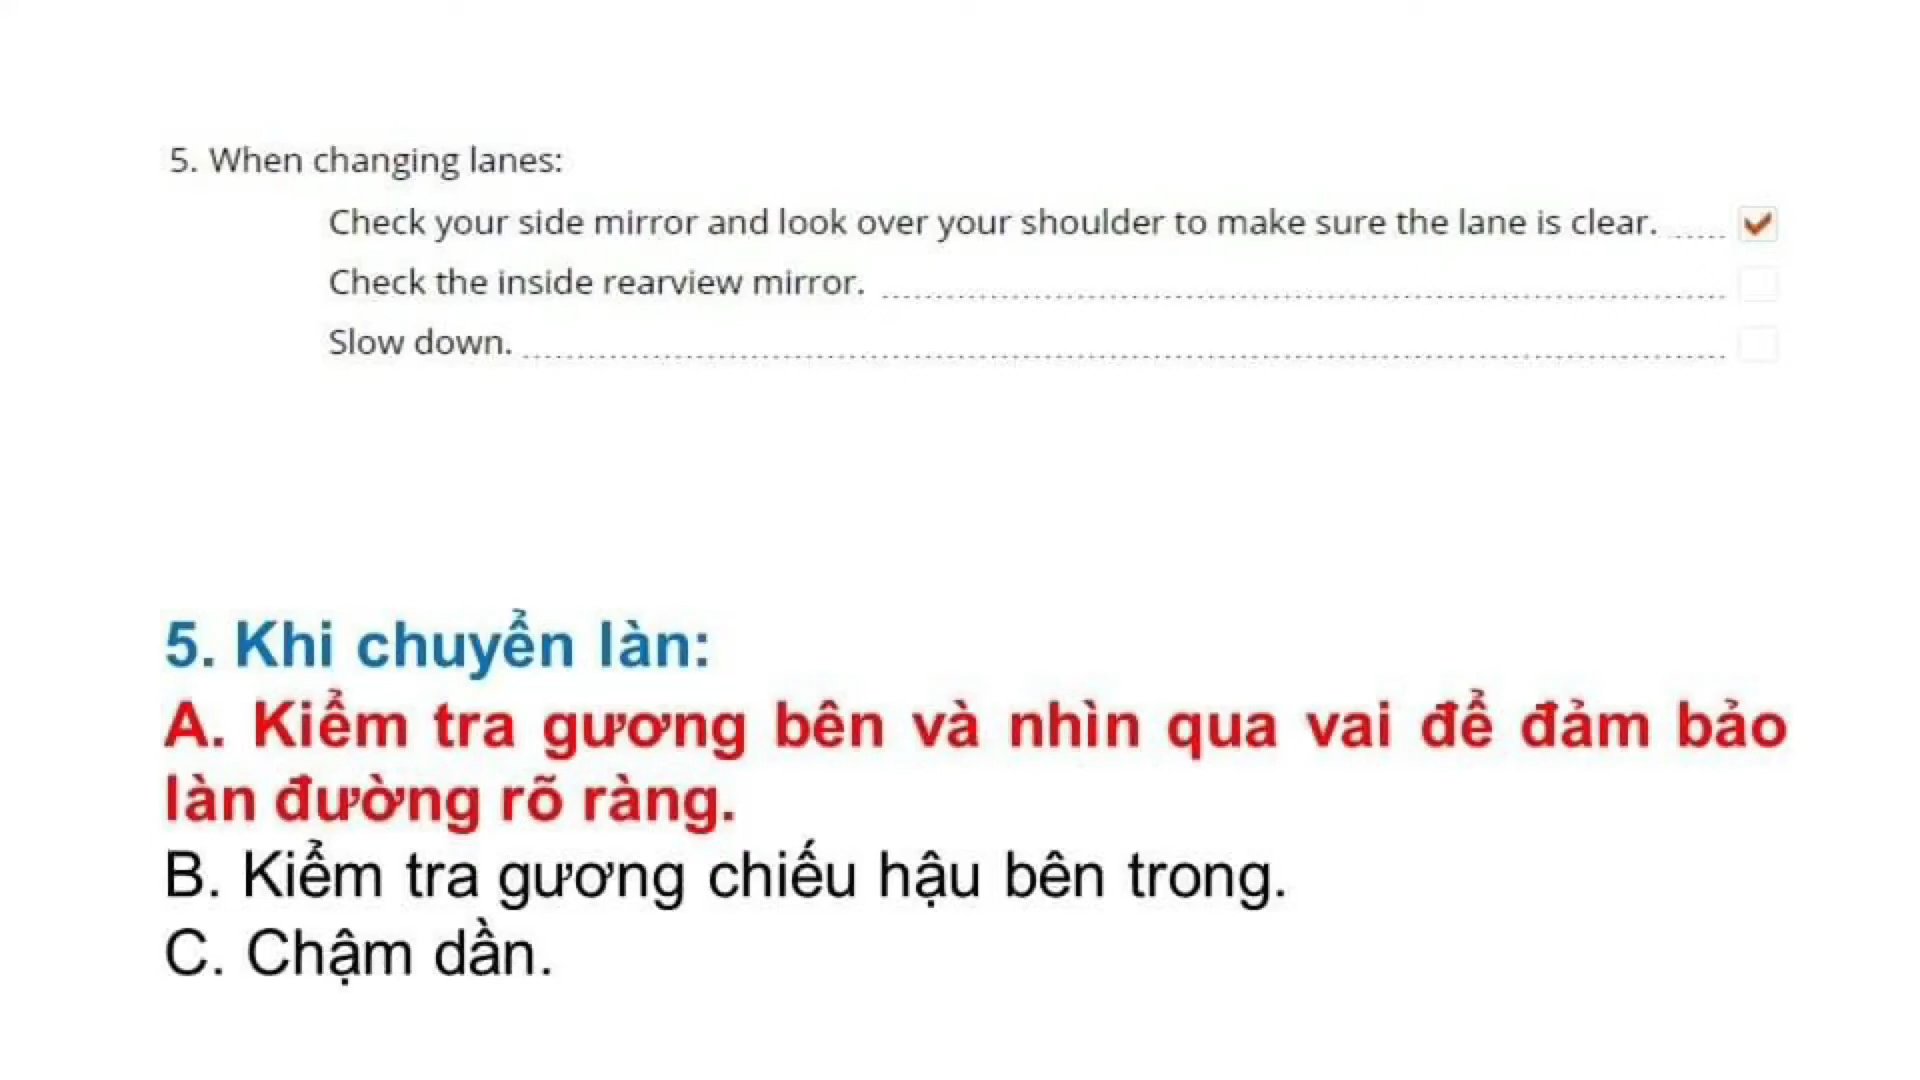 5. When changing lanes:
Check your side mirror and look over your shoulder to make sure the lane is clear.
Check the inside rearview mirror.
Slow down.
5. Khi chuyển làn:
A. Kiểm tra gương bên và nhìn qua vai để đảm bảo
làn đường rõ ràng.
B. Kiểm tra gương chiếu hậu bên trong.
C. Chậm dần.